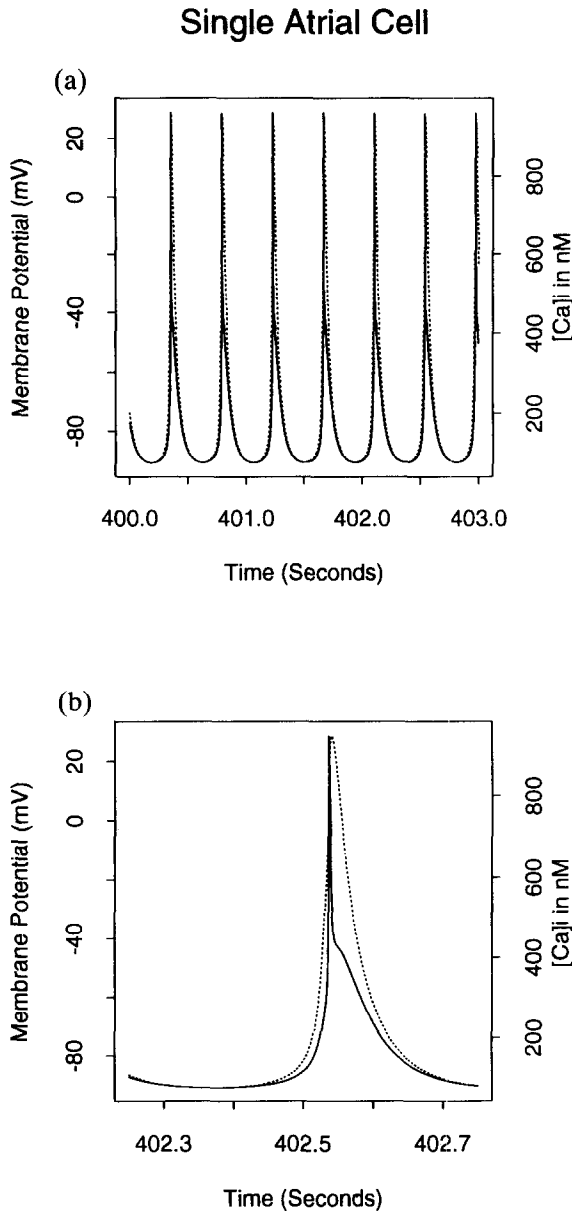 Single Atrial Cell
(a)
Membrane Potential (mV)
20
0
-40
-80
800
600
400
200
[Ca]i in nM
400.0 401.0 402.0 403.0
Time (Seconds)
(b)
Membrane Potential (mV)
20
0
-40
-80
800
600
400
200
[Ca]i in nM
402.3 402.5 402.7
Time (Seconds)